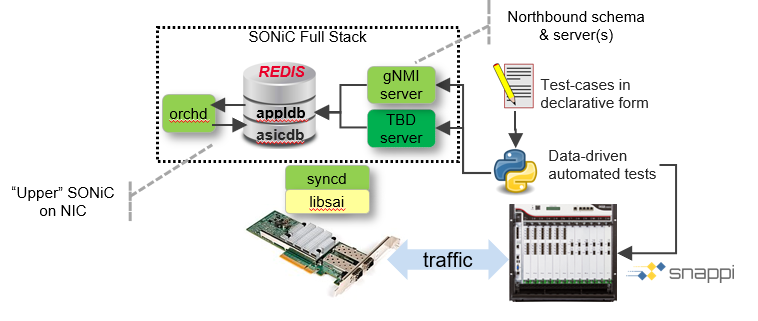 Northbound schema
& server(s)
SONiC Full Stack
REDIS
appldb
asicdb
orchd
gNMI
server
TBD
server
Test-cases in
declarative form
Data-driven
automated tests
"Upper" SONiC
on NIC
syncd
libsai
traffic
snappi